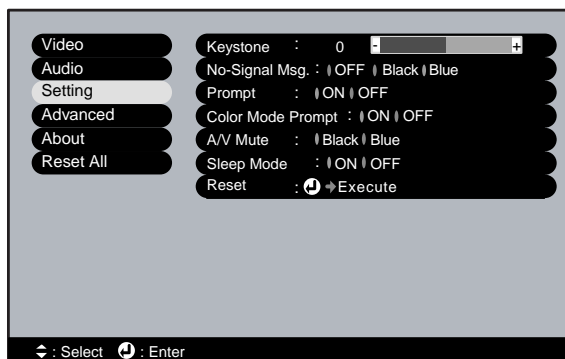 Video
Audio
Setting
Advanced
About
Reset All
Keystone : 0 - +
No-Signal Msg. : OFF Black Blue
Prompt : ON OFF
Color Mode Prompt : ON OFF
A/V Mute : Black Blue
Sleep Mode : ON OFF
Reset : Execute
: Select : Enter